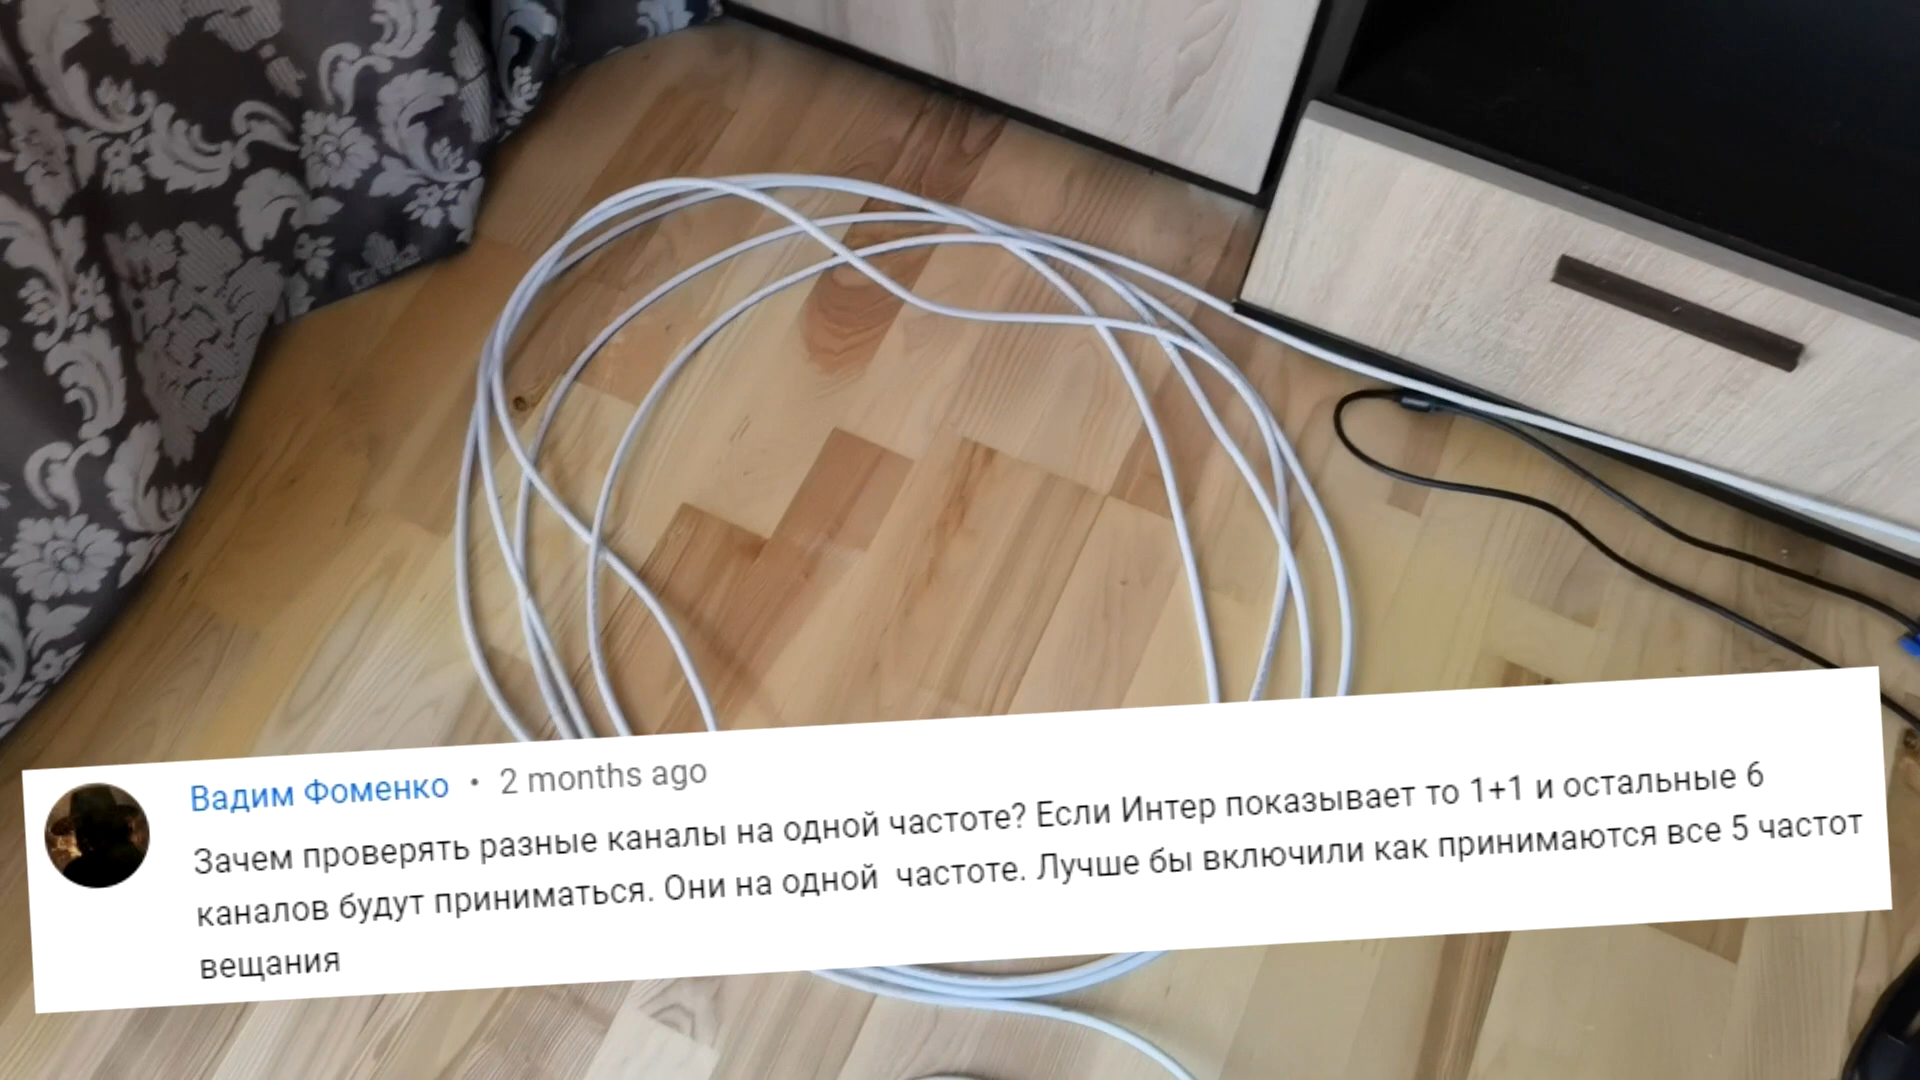 Вадим Фоменко • 2 months ago
Зачем проверять разные каналы на одной частоте? Если Интер показывает то 1+1 и остальные 6
каналов будут приниматься. Они на одной частоте. Лучше бы включили как принимаются все 5 частот
вещания